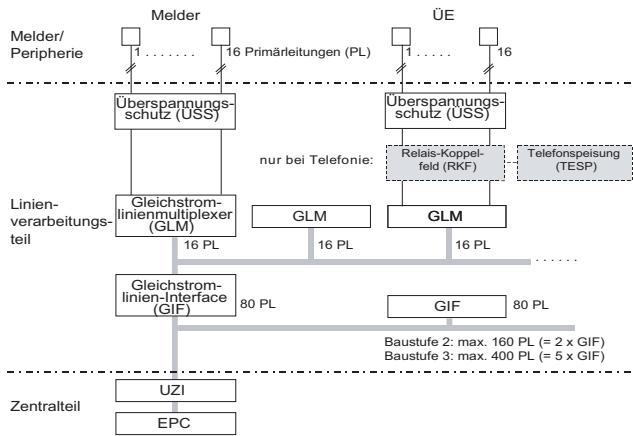 Melder
ÜE
Melder/
Peripherie
1 . . . . . . . 16 Primärleitungen (PL)
1 . . . . . 16
Überspannungs-
schutz (ÜSS)
Überspannungs-
schutz (ÜSS)
nur bei Telefonie:
Relais-Koppel-
feld (RKF)
Telefonspeisung
(TESP)
Linien-
verarbeitungs-
teil
Gleichstrom-
linienmultiplexer
(GLM)
GLM
GLM
16 PL
16 PL
16 PL
. . . . . .
Gleichstrom-
linien-Interface
(GIF)
80 PL
GIF
80 PL
Baustufe 2: max. 160 PL (= 2 x GIF)
Baustufe 3: max. 400 PL (= 5 x GIF)
Zentralteil
UZI
EPC